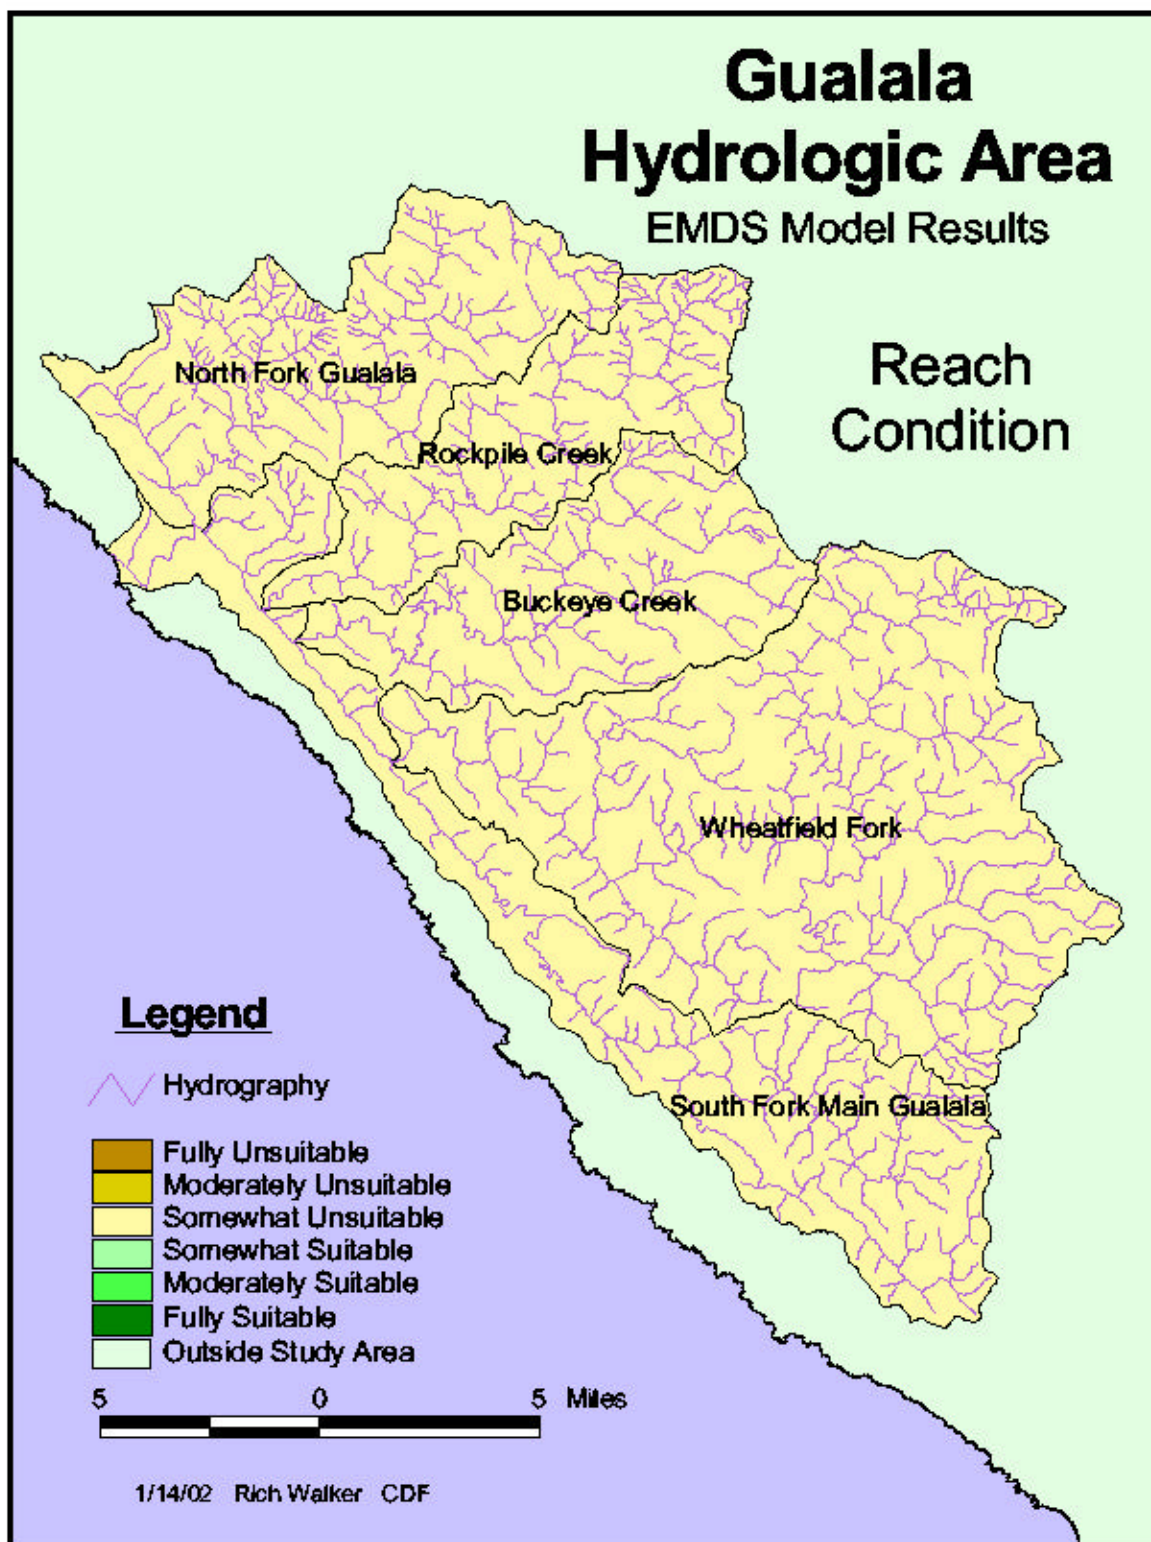 Gualala
Hydrologic Area
EMDS Model Results
Reach
Condition
North Fork Gualala
Rockpile Creek
Buckeye Creek
Wheatfield Fork
South Fork Main Gualala
Legend
Hydrography
Fully Unsuitable
Moderately Unsuitable
Somewhat Unsuitable
Somewhat Suitable
Moderately Suitable
Fully Suitable
Outside Study Area
5 0 5 Miles
1/14/02 Rich Walker CDF